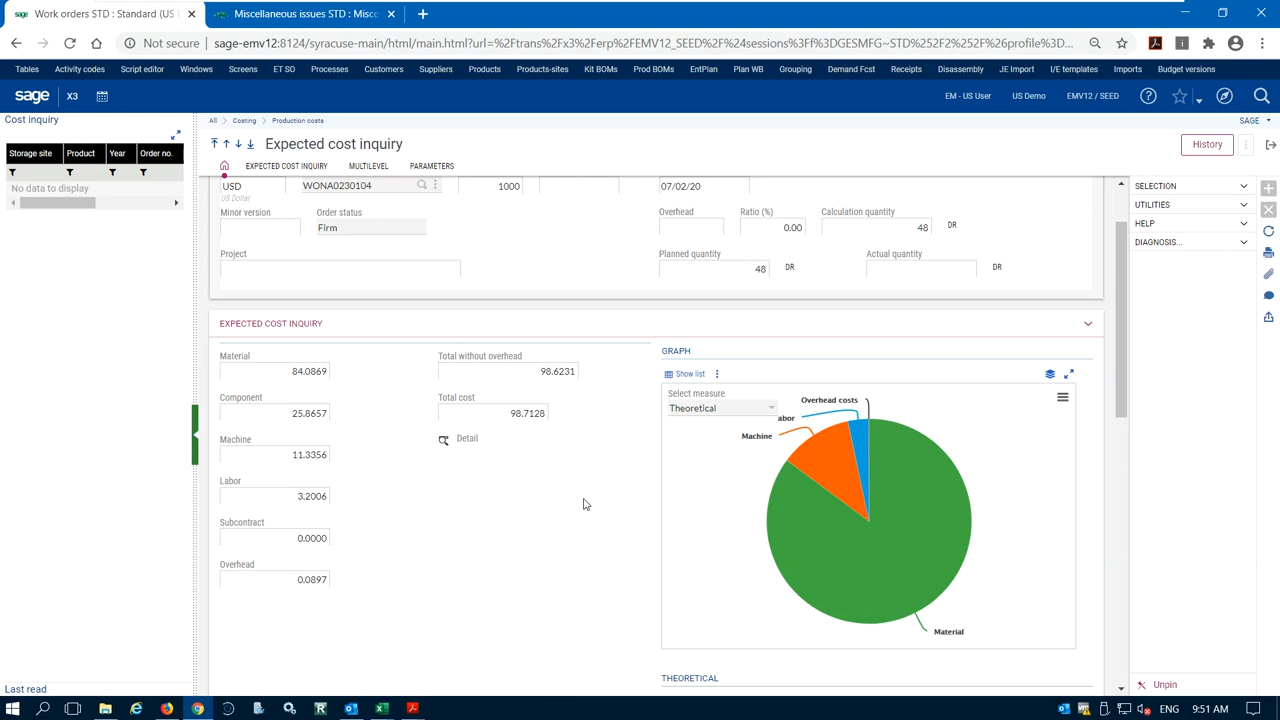 Work orders STD : Standard (US
Miscellaneous issues STD : Misce
Not secure
sage-emv12:8124/syracuse-main/html/main.html?url=%2Ftrans%2Fx3%2Ferp%2FEMV12_SEED%2F%24sessions%3Ff%3DGESMFG~STD%252F2%252F%26profile%3D...
Tables
Activity codes
Script editor
Windows
Screens
ET SO
Processes
Customers
Suppliers
Products
Products-sites
Kit BOMs
Prod BOMs
EntPlan
Plan WB
Grouping
Demand Fcst
Receipts
Disassembly
JE Import
I/E templates
Imports
Budget versions
sage
X3
EM - US User
US Demo
EMV12 / SEED
Cost inquiry
All
Costing
Production costs
SAGE
Expected cost inquiry
History
Storage site
Product
Year
Order no.
No data to display
EXPECTED COST INQUIRY
MULTILEVEL
PARAMETERS
USD
WONA0230104
1000
07/02/20
US Dollar
Minor version
Order status
Firm
Overhead
Ratio (%)
0.00
Calculation quantity
48
DR
Project
Planned quantity
48
DR
Actual quantity
DR
SELECTION
UTILITIES
HELP
DIAGNOSIS...
EXPECTED COST INQUIRY
Material
84.0869
Total without overhead
98.6231
Component
25.8657
Total cost
98.7128
Machine
11.3356
Detail
Labor
3.2006
Subcontract
0.0000
Overhead
0.0897
GRAPH
Show list
Select measure
Theoretical
Overhead costs
abor
Machine
Material
THEORETICAL
Last read
Unpin
ENG
9:51 AM